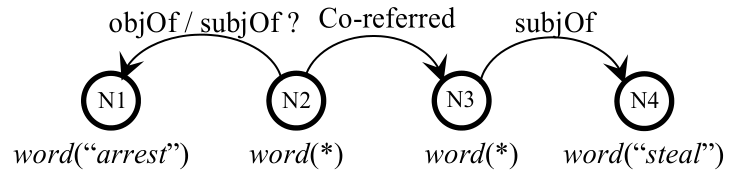 objOf / subjOf ? Co-referred subjOf
N1 N2 N3 N4
word(“arrest”) word(*) word(*) word(“steal”)